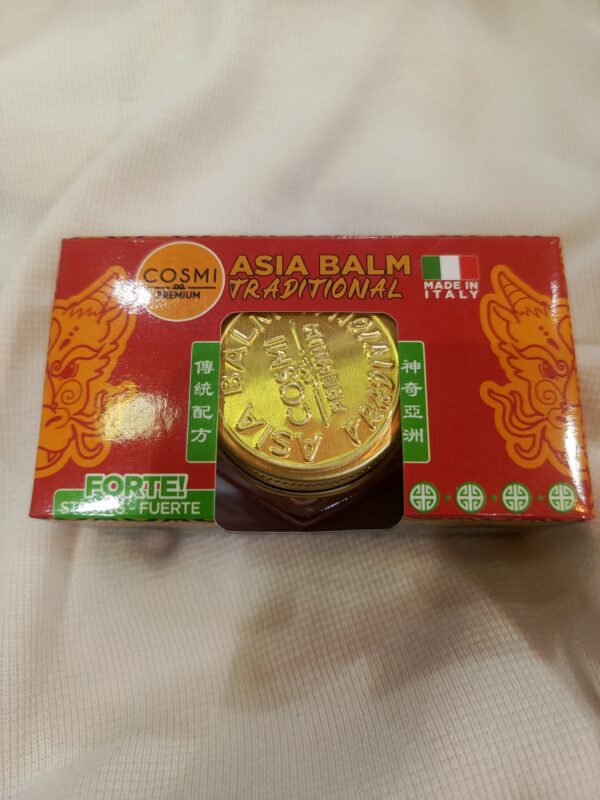 COSMI
PREMIUM
ASIA BALM
TRADITIONAL
MADE IN
ITALY
傳統配方
神奇亞洲
ASIA BALM
COSMI
PREMIUM
FORTE!
STRONG - FUERTE